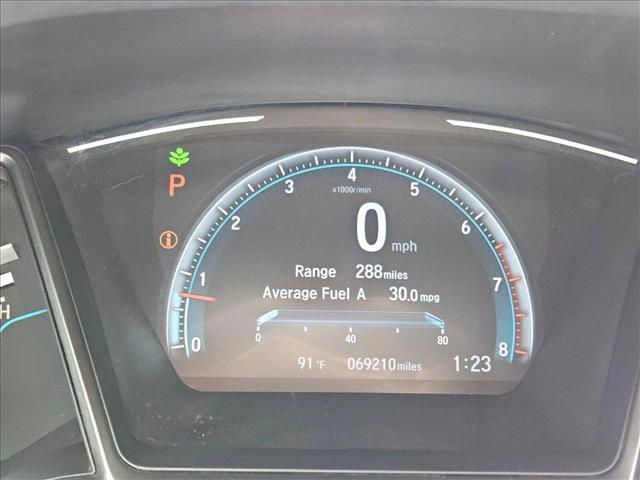 P
x1000r/min
0 1 2 3 4 5 6 7 8
0 mph
Range 288miles
Average Fuel A 30.0mpg
0 40 80
91°F 069210miles 1:23
H